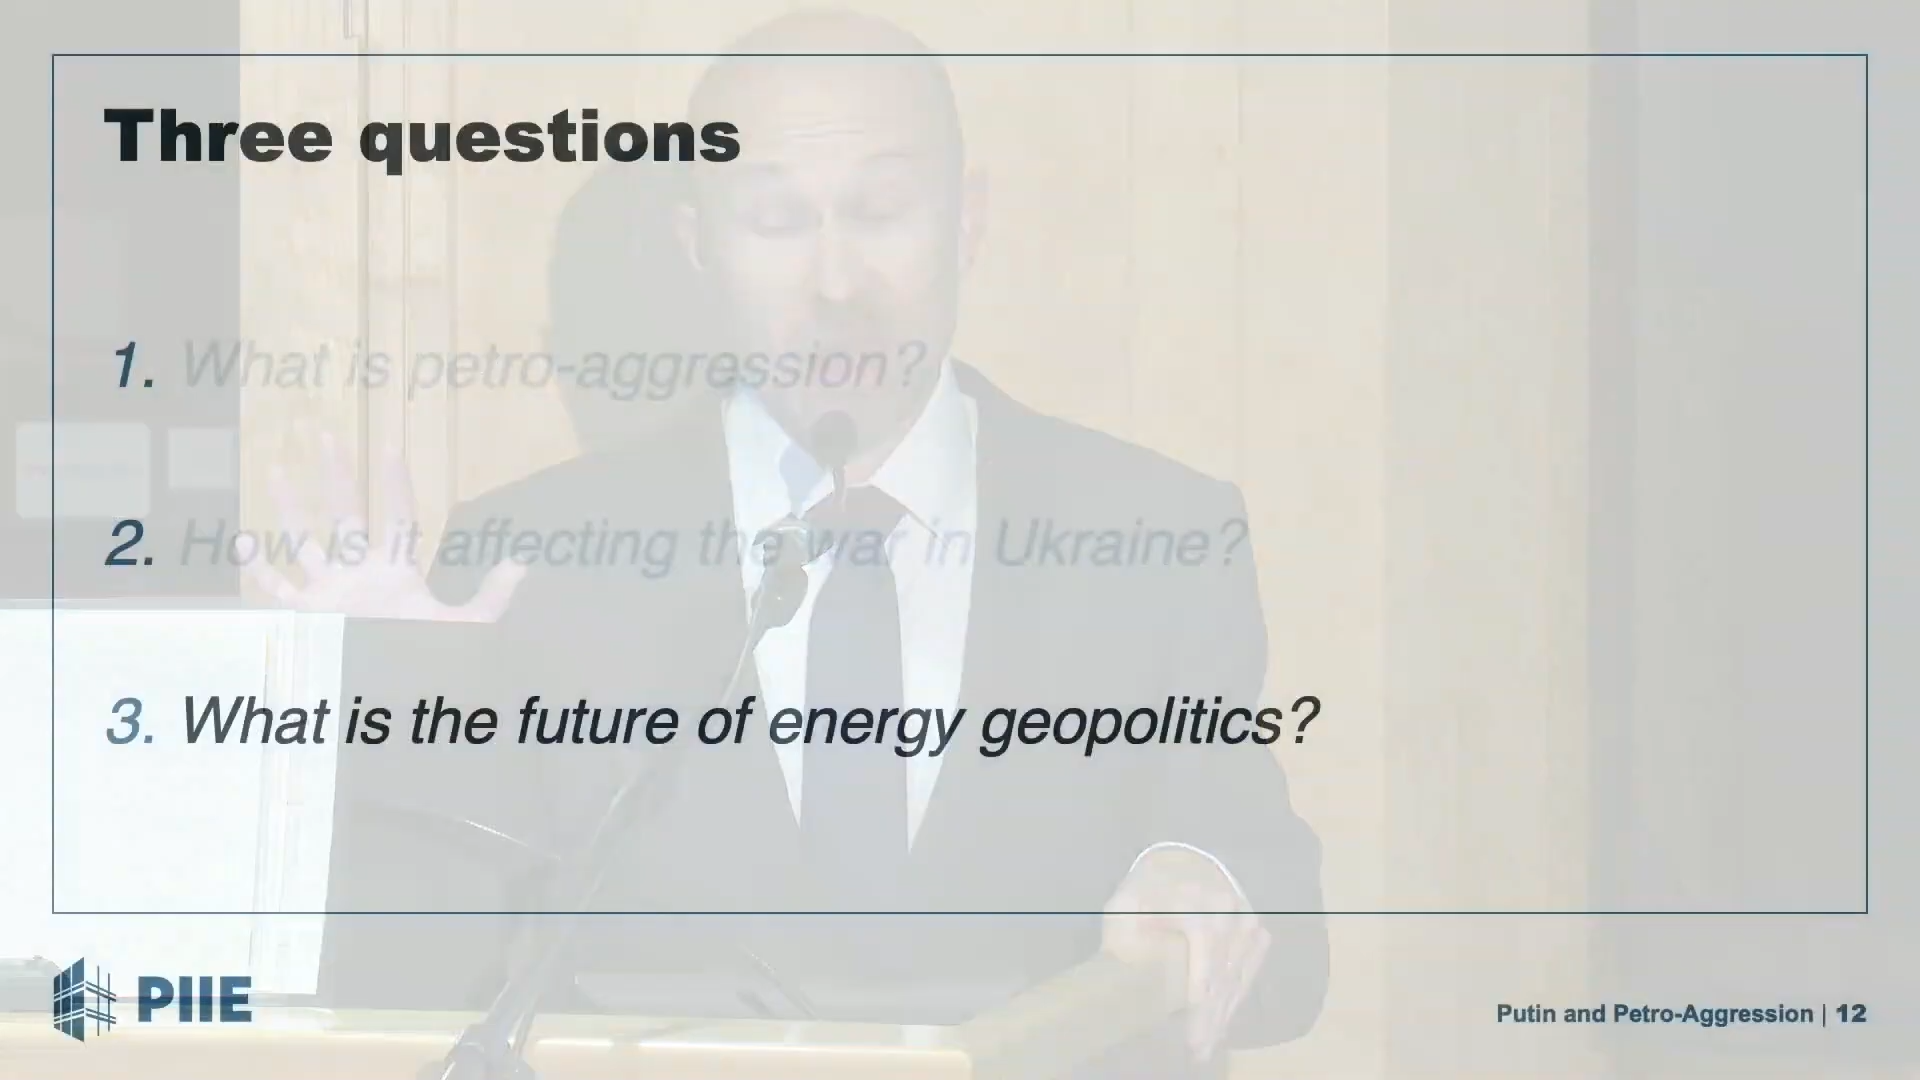 Three questions
1. What is petro-aggression?
2. How is it affecting the war in Ukraine?
3. What is the future of energy geopolitics?
PIIE
Putin and Petro-Aggression | 12